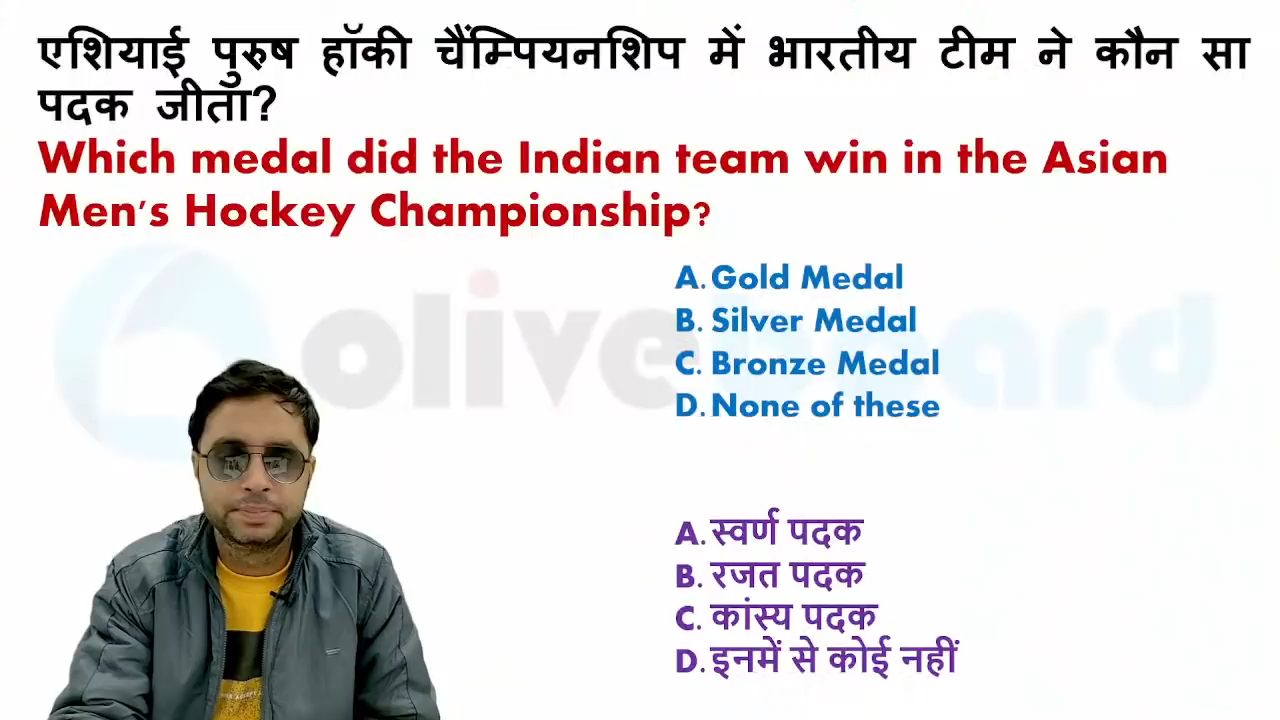 एशियाई पुरुष हॉकी चैंम्पियनशिप में भारतीय टीम ने कौन सा
पदक जीता?
Which medal did the Indian team win in the Asian
Men's Hockey Championship?
A. Gold Medal
B. Silver Medal
C. Bronze Medal
D. None of these
oliveboard
A. स्वर्ण पदक
B. रजत पदक
C. कांस्य पदक
D. इनमें से कोई नहीं